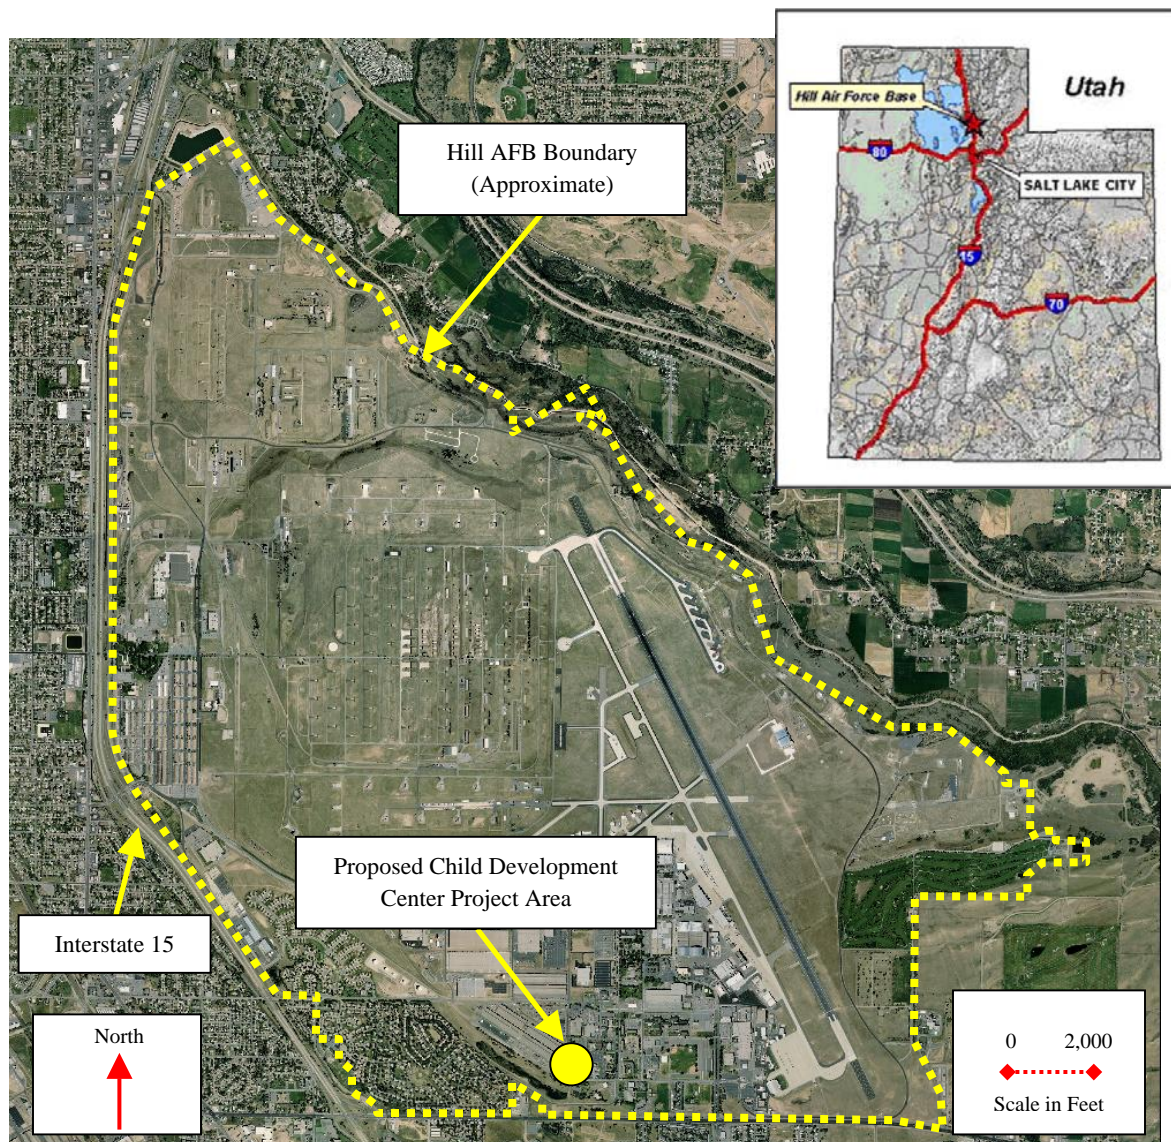 Utah
Hill Air Force Base
80
SALT LAKE CITY
15
70
Hill AFB Boundary
(Approximate)
Proposed Child Development
Center Project Area
Interstate 15
North
0 2,000
Scale in Feet